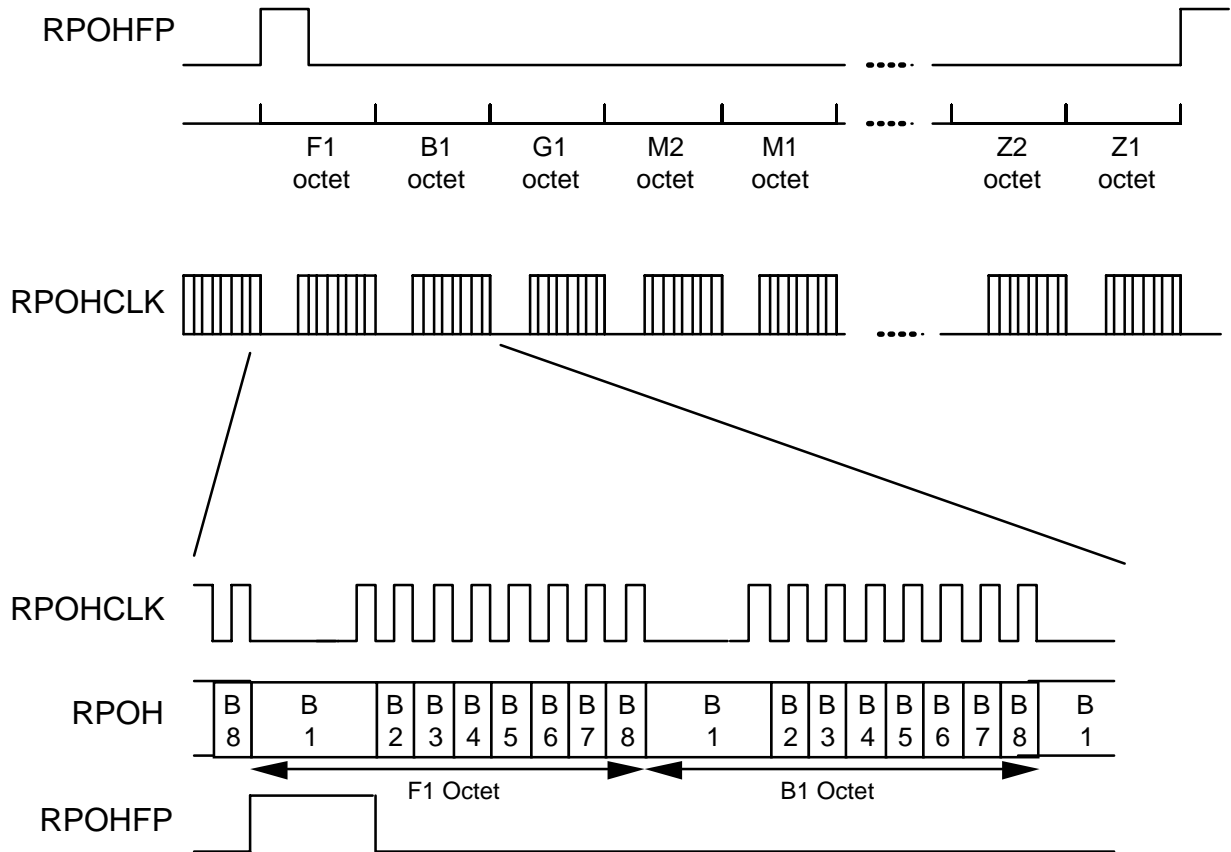 RPOHFP
F1 B1 G1 M2 M1 Z2 Z1
octet octet octet octet octet octet octet
RPOHCLK
RPOHCLK
RPOH
B B B B B B B B B B B B B B B B B B
8 1 2 3 4 5 6 7 8 1 2 3 4 5 6 7 8 1
F1 Octet B1 Octet
RPOHFP